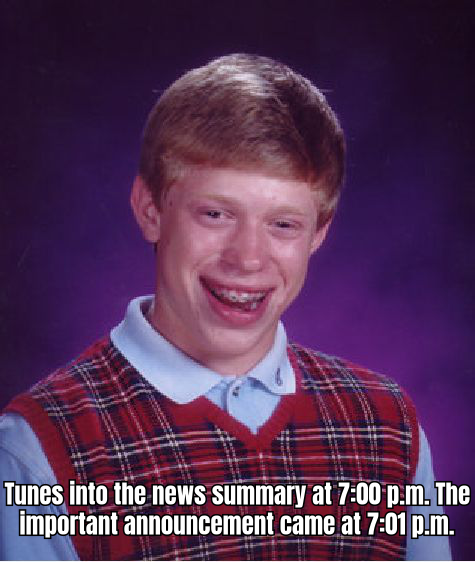 Tunes into the news summary at 7:00 p.m. The
important announcement came at 7:01 p.m.